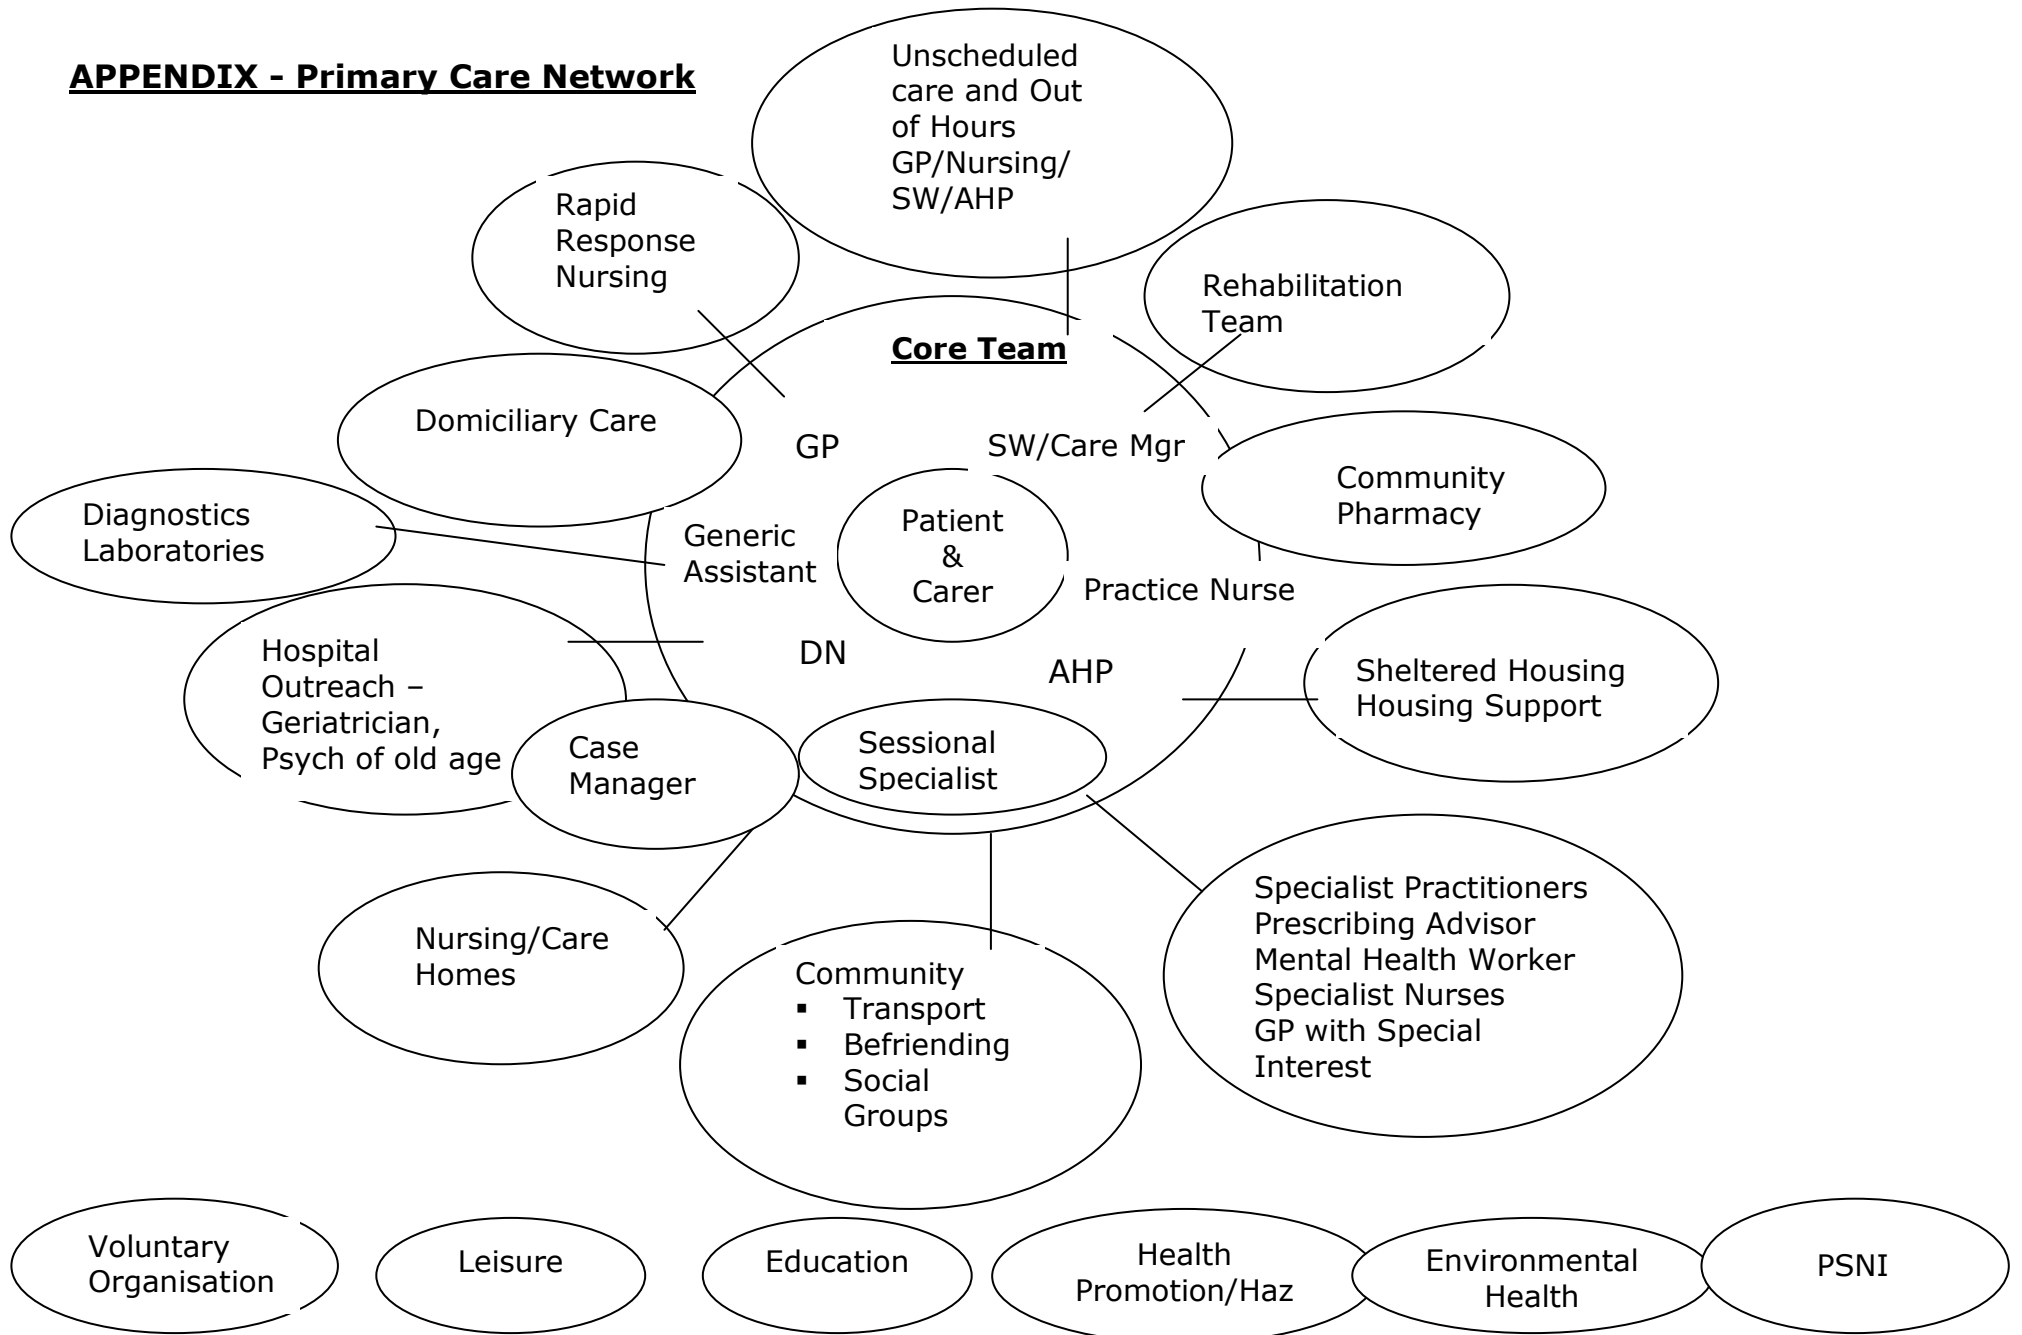 APPENDIX – Primary Care Network
Unscheduled
care and Out
of Hours
GP/Nursing/
SW/AHP
Rapid
Response
Nursing
Rehabilitation
Team
Core Team
Domiciliary Care
GP
SW/Care Mgr
Community
Pharmacy
Diagnostics
Laboratories
Generic
Assistant
Patient
&
Carer
Practice Nurse
Hospital
Outreach –
Geriatrician,
Psych of old age
DN
AHP
Sheltered Housing
Housing Support
Case
Manager
Sessional
Specialist
Nursing/Care
Homes
Community
▪ Transport
▪ Befriending
▪ Social
Groups
Specialist Practitioners
Prescribing Advisor
Mental Health Worker
Specialist Nurses
GP with Special
Interest
Voluntary
Organisation
Leisure
Education
Health
Promotion/Haz
Environmental
Health
PSNI